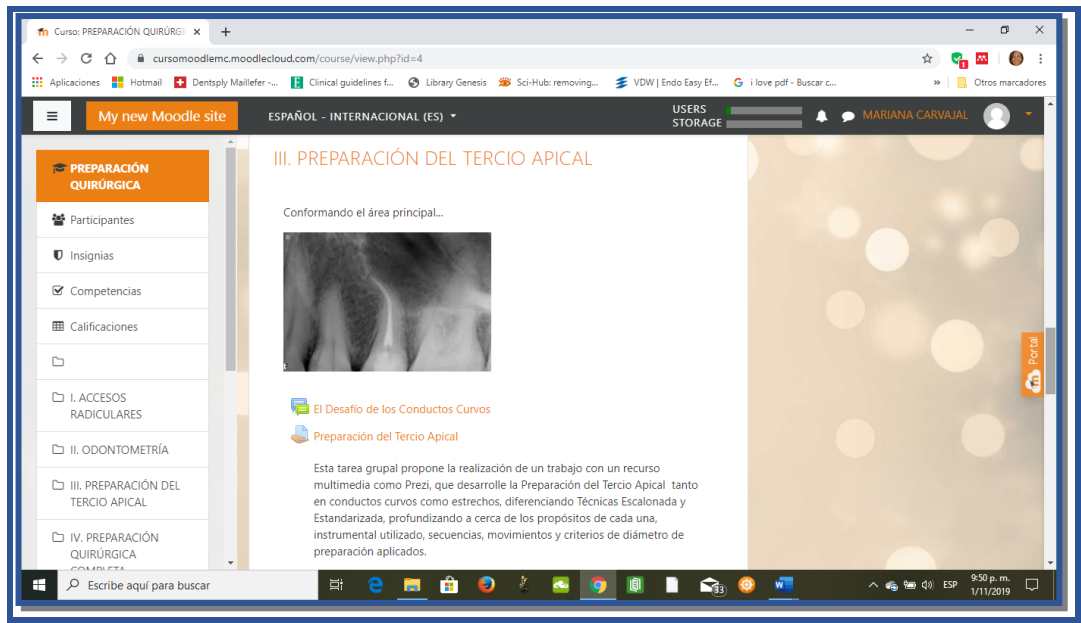 Curso: PREPARACIÓN QUIRÚRGI
cursomoodlemc.moodlecloud.com/course/view.php?id=4
Aplicaciones Hotmail Dentsply Maillefer -... Clinical guidelines f... Library Genesis Sci-Hub: removing... VDW | Endo Easy Ef... i love pdf - Buscar c... » Otros marcadores
My new Moodle site ESPAÑOL - INTERNACIONAL (ES) USERS
STORAGE
MARIANA CARVAJAL
PREPARACIÓN
QUIRÚRGICA
Participantes
Insignias
Competencias
Calificaciones
I. ACCESOS
RADICULARES
II. ODONTOMETRÍA
III. PREPARACIÓN DEL
TERCIO APICAL
IV. PREPARACIÓN
QUIRÚRGICA
COMPLETA
III. PREPARACIÓN DEL TERCIO APICAL
Conformando el área principal...
El Desafío de los Conductos Curvos
Preparación del Tercio Apical
Esta tarea grupal propone la realización de un trabajo con un recurso
multimedia como Prezi, que desarrolle la Preparación del Tercio Apical tanto
en conductos curvos como estrechos, diferenciando Técnicas Escalonada y
Estandarizada, profundizando a cerca de los propósitos de cada una,
instrumental utilizado, secuencias, movimientos y criterios de diámetro de
preparación aplicados.
Portal
Escribe aquí para buscar
33
ESP
9:50 p. m.
1/11/2019